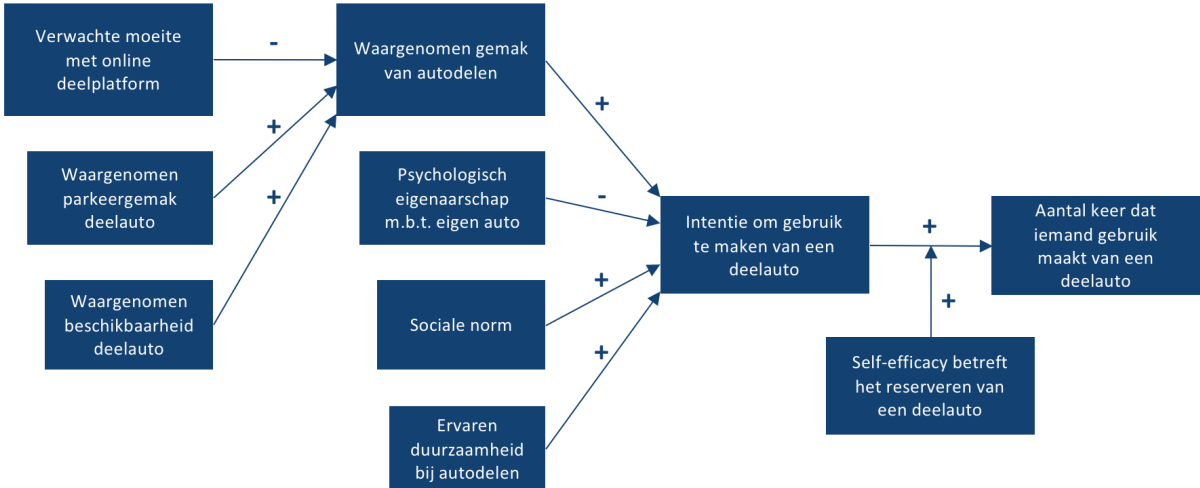 Verwachte moeite
met online
deelplatform
-
Waargenomen gemak
van autodelen
+
Waargenomen
parkeergemak
deelauto
+
+
Psychologisch
eigenaarschap
m.b.t. eigen auto
-
Intentie om gebruik
te maken van een
deelauto
+
Aantal keer dat
iemand gebruik
maakt van een
deelauto
Waargenomen
beschikbaarheid
deelauto
Sociale norm
+
+
Self-efficacy betreft
het reserveren van
een deelauto
+
Ervaren
duurzaamheid
bij autodelen